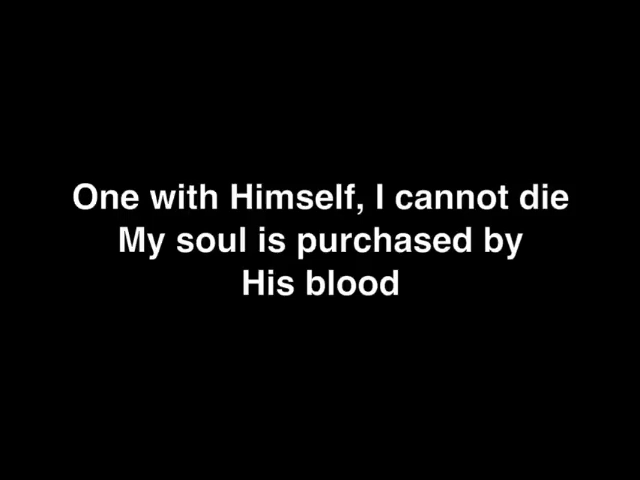 One with Himself, I cannot die
My soul is purchased by
His blood